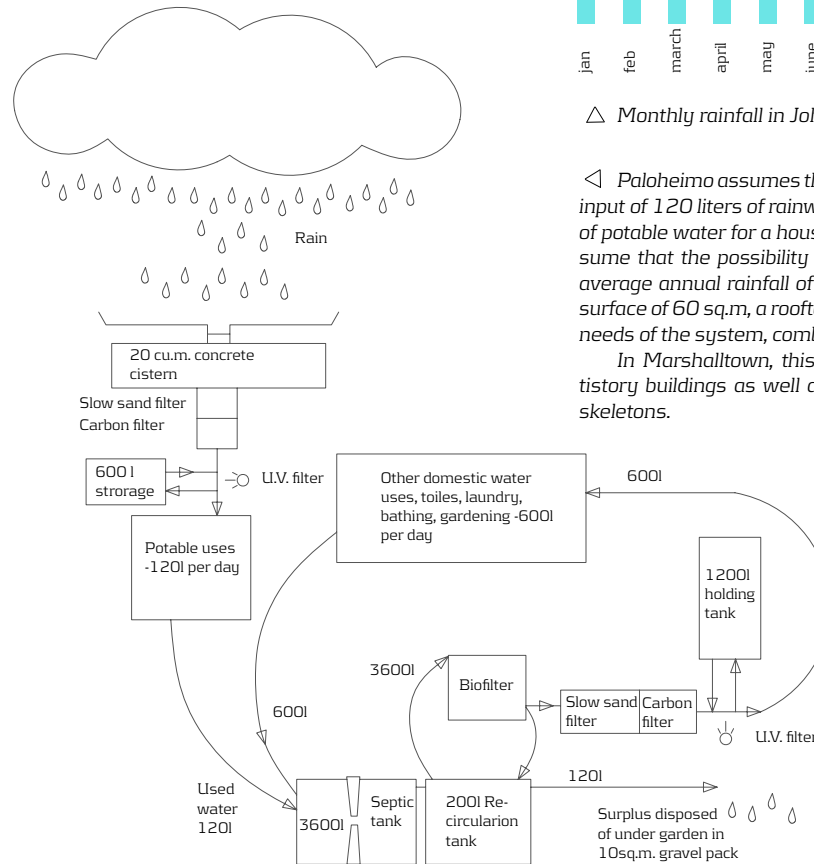 jan
feb
march
april
may
june
Monthly rainfall in Joh
Paloheimo assumes th
input of 120 liters of rainw
of potable water for a hous
sume that the possibility
average annual rainfall of
surface of 60 sq.m, a roofto
needs of the system, comb
In Marshalltown, this
tistory buildings as well a
skeletons.
Rain
20 cu.m. concrete
cistern
Slow sand filter
Carbon filter
600 l
strorage
U.V. filter
Potable uses
-120l per day
Other domestic water
uses, toiles, laundry,
bathing, gardening -600l
per day
600l
1200l
holding
tank
3600l
Biofilter
Slow sand
filter
Carbon
filter
U.V. filter
600l
Used
water
120l
3600l
Septic
tank
200l Re-
circularion
tank
120l
Surplus disposed
of under garden in
10sq.m. gravel pack